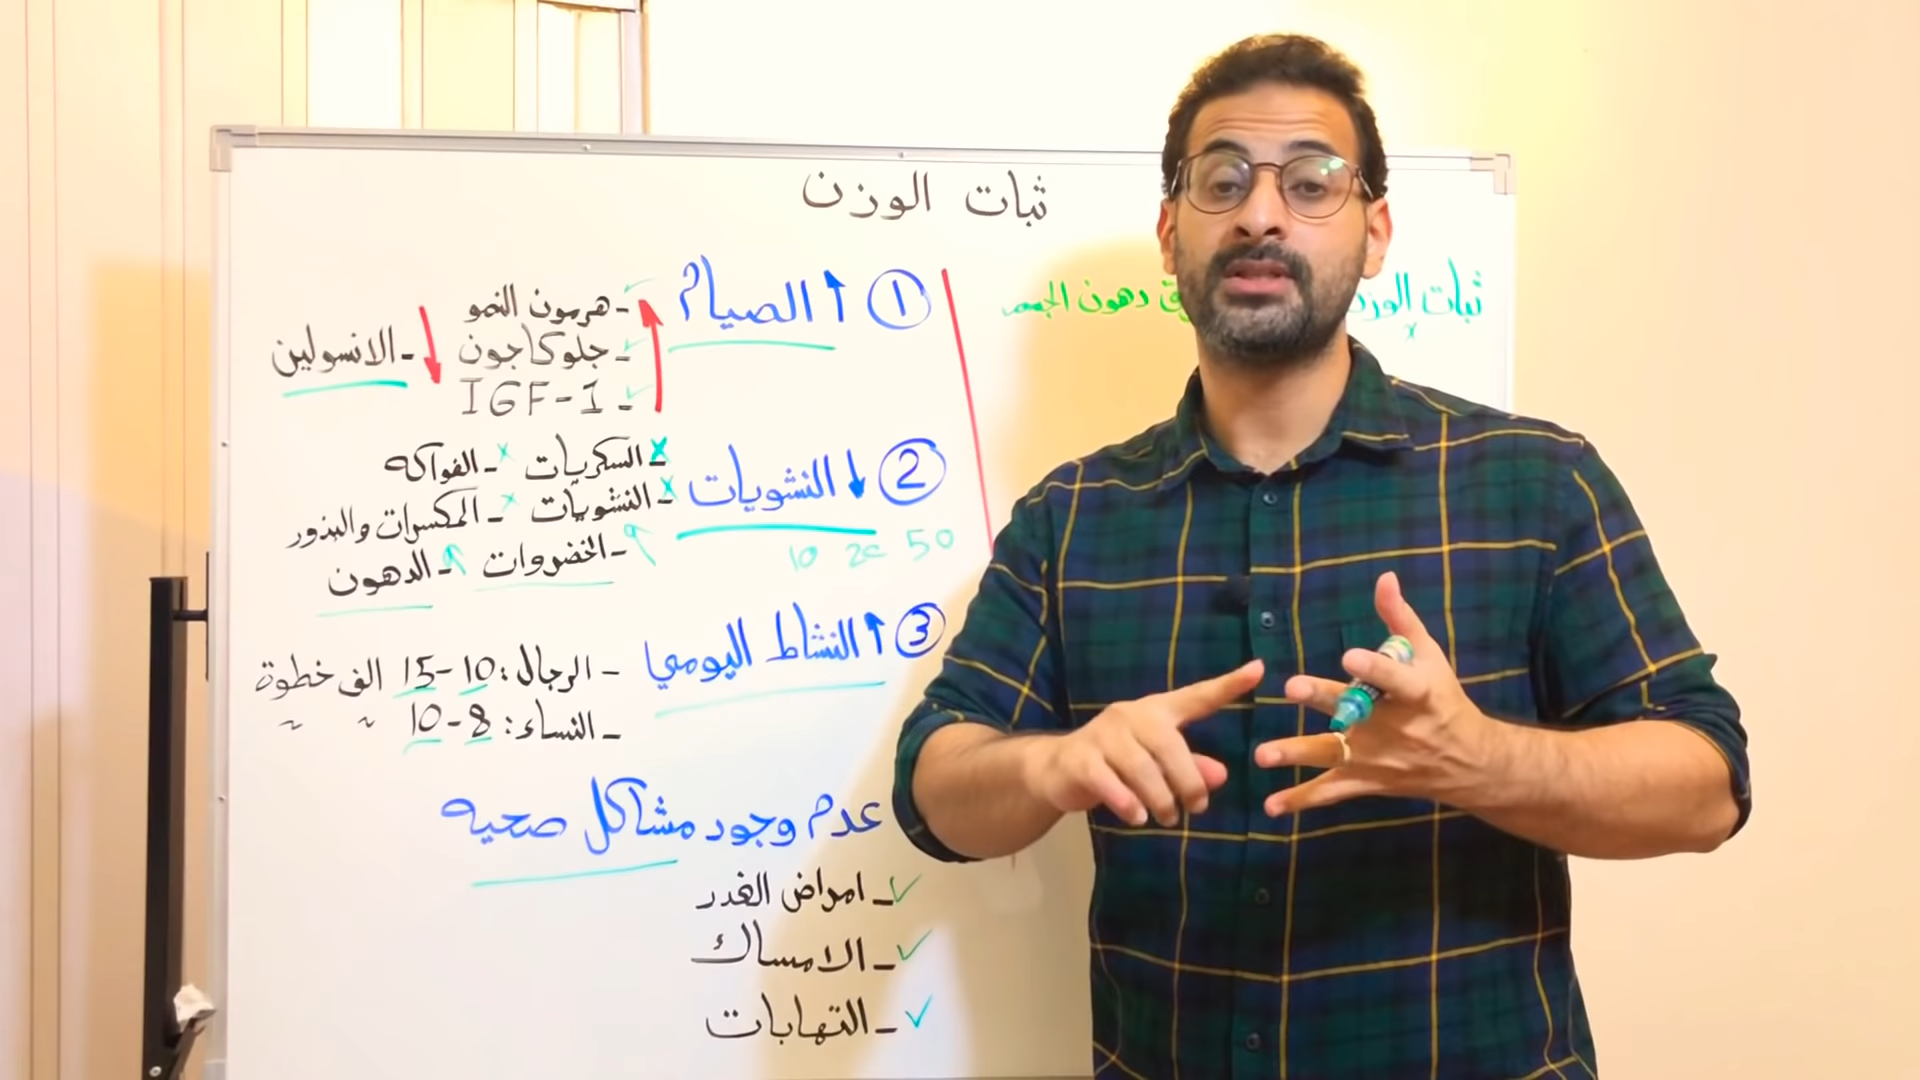 ثبات الوزن
ثبات الوزن دهون الجسم
① ↑ الصيام
- هرمون النمو
- جلوكاجون
- IGF-1
- الانسولين
② ↓ النشويات
50 20 10
- السكريات - الفواكه
- النشويات - المكسرات والبذور
- الخضروات - الدهون
③ ↑ النشاط اليومي
- الرجال: 10-15 الف خطوة
- النساء: 8-10 " "
عدم وجود مشاكل صحيه
- امراض الغدد
- الامساك
- التهابات